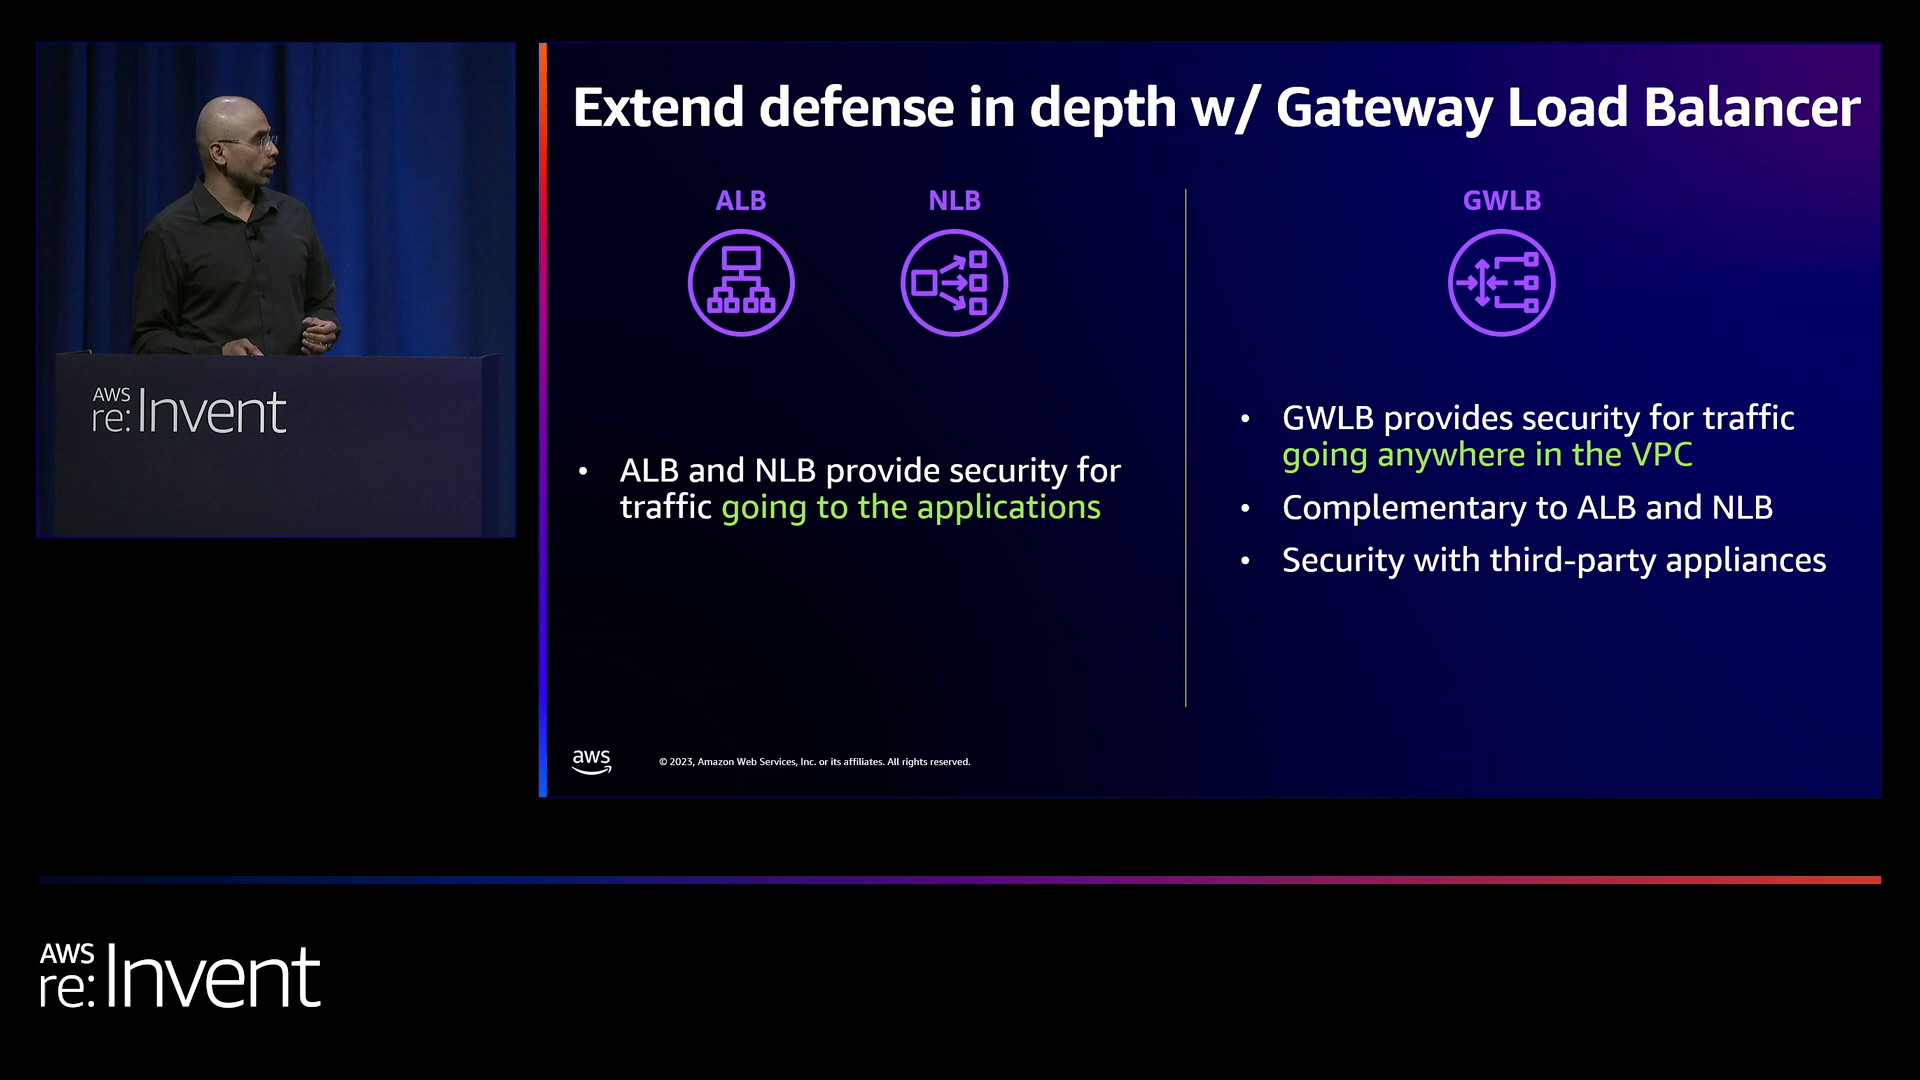 AWS
re:Invent
Extend defense in depth w/ Gateway Load Balancer
ALB
NLB
• ALB and NLB provide security for
traffic going to the applications
GWLB
• GWLB provides security for traffic
going anywhere in the VPC
• Complementary to ALB and NLB
• Security with third-party appliances
aws
© 2023, Amazon Web Services, Inc. or its affiliates. All rights reserved.
AWS
re:Invent